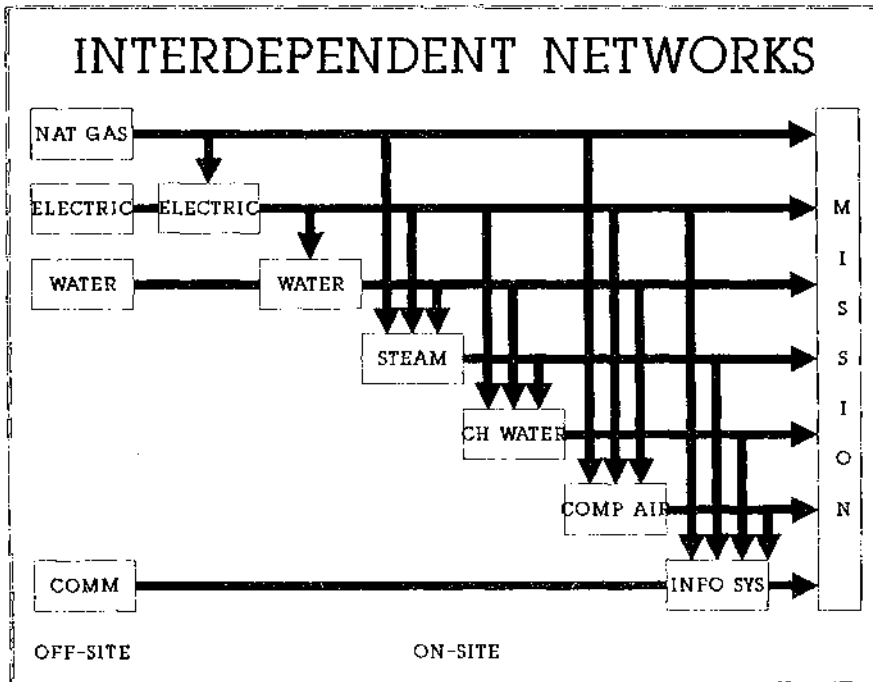 INTERDEPENDENT NETWORKS
NAT GAS
ELECTRIC
ELECTRIC
WATER
WATER
STEAM
CH WATER
COMP AIR
COMM
INFO SYS
MISSION
OFF-SITE
ON-SITE